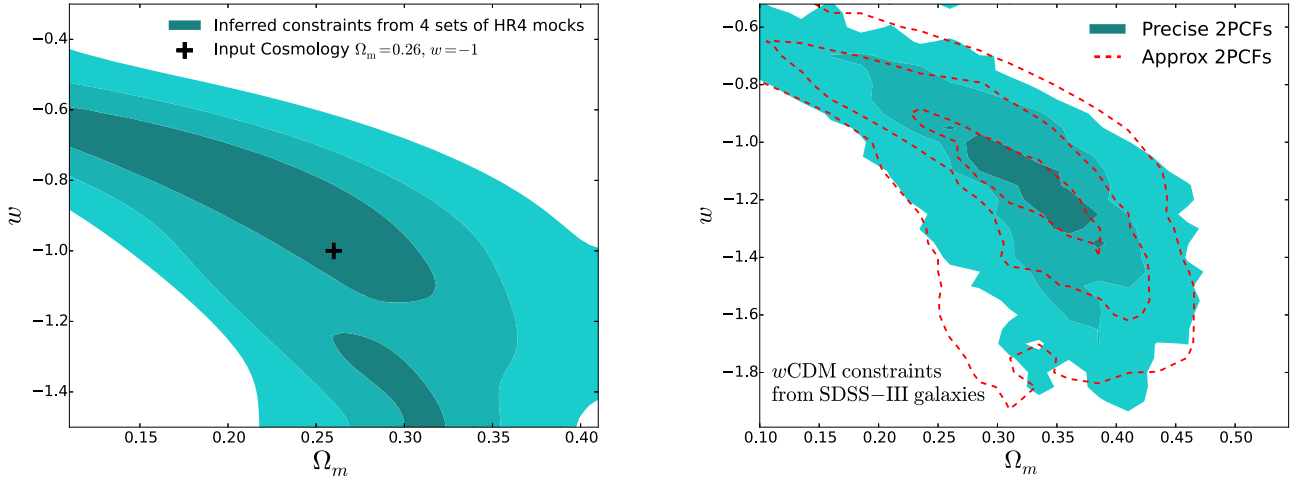 Inferred constraints from 4 sets of HR4 mocks
Input Cosmology Ωm=0.26, w=−1
−0.4
−0.6
−0.8
−1.0
−1.2
−1.4
w
0.15
0.20
0.25
0.30
0.35
0.40
Ωm
Precise 2PCFs
Approx 2PCFs
−0.6
−0.8
−1.0
−1.2
−1.4
−1.6
−1.8
w
wCDM constraints
from SDSS−III galaxies
0.10
0.15
0.20
0.25
0.30
0.35
0.40
0.45
0.50
Ωm